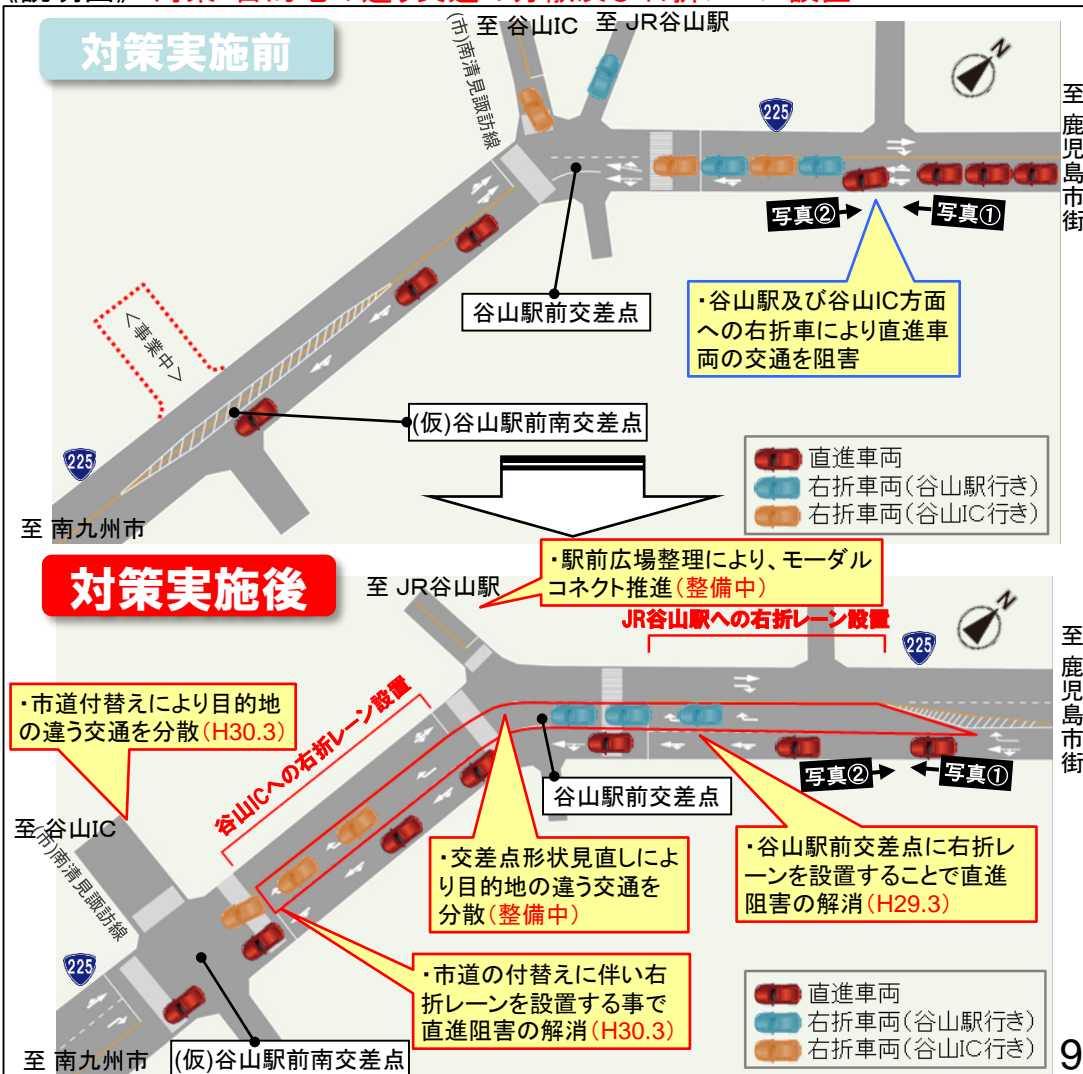 対策実施前
至 谷山IC
至 JR谷山駅
(市)南清見諏訪線
N
225
至 鹿児島市街
写真②
写真①
谷山駅前交差点
・谷山駅及び谷山IC方面
への右折車により直進車
両の交通を阻害
<事業中>
(仮)谷山駅前南交差点
225
至 南九州市
直進車両
右折車両(谷山駅行き)
右折車両(谷山IC行き)
対策実施後
至 JR谷山駅
・駅前広場整理により、モーダル
コネクト推進(整備中)
JR谷山駅への右折レーン設置
225
N
至 鹿児島市街
・市道付替えにより目的地
の違う交通を分散(H30.3)
谷山ICへの右折レーン設置
写真②
写真①
谷山駅前交差点
至 谷山IC
(市)南清見諏訪線
・交差点形状見直しによ
り目的地の違う交通を
分散(整備中)
・谷山駅前交差点に右折レ
ーンを設置することで直進
阻害の解消(H29.3)
225
・市道の付替えに伴い右
折レーンを設置する事で
直進阻害の解消(H30.3)
直進車両
右折車両(谷山駅行き)
右折車両(谷山IC行き)
至 南九州市
(仮)谷山駅前南交差点
9